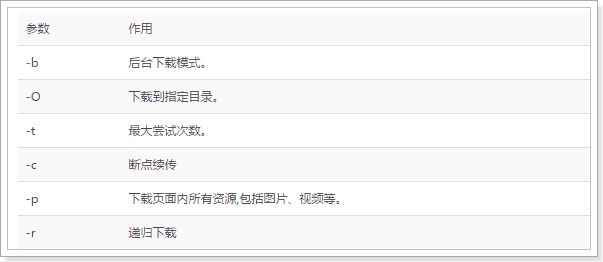 参数 作用
-b 后台下载模式。
-O 下载到指定目录。
-t 最大尝试次数。
-c 断点续传
-p 下载页面内所有资源,包括图片、视频等。
-r 递归下载